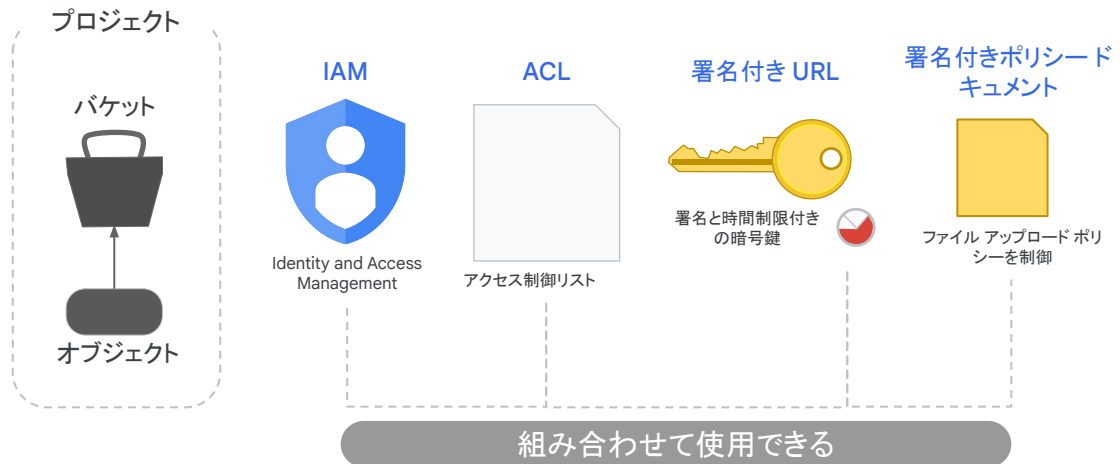 プロジェクト
バケット
オブジェクト
IAM
Identity and Access
Management
ACL
アクセス制御リスト
署名付き URL
署名と時間制限付き
の暗号鍵
署名付きポリシード
キュメント
ファイル アップロード ポリ
シーを制御
組み合わせて使用できる